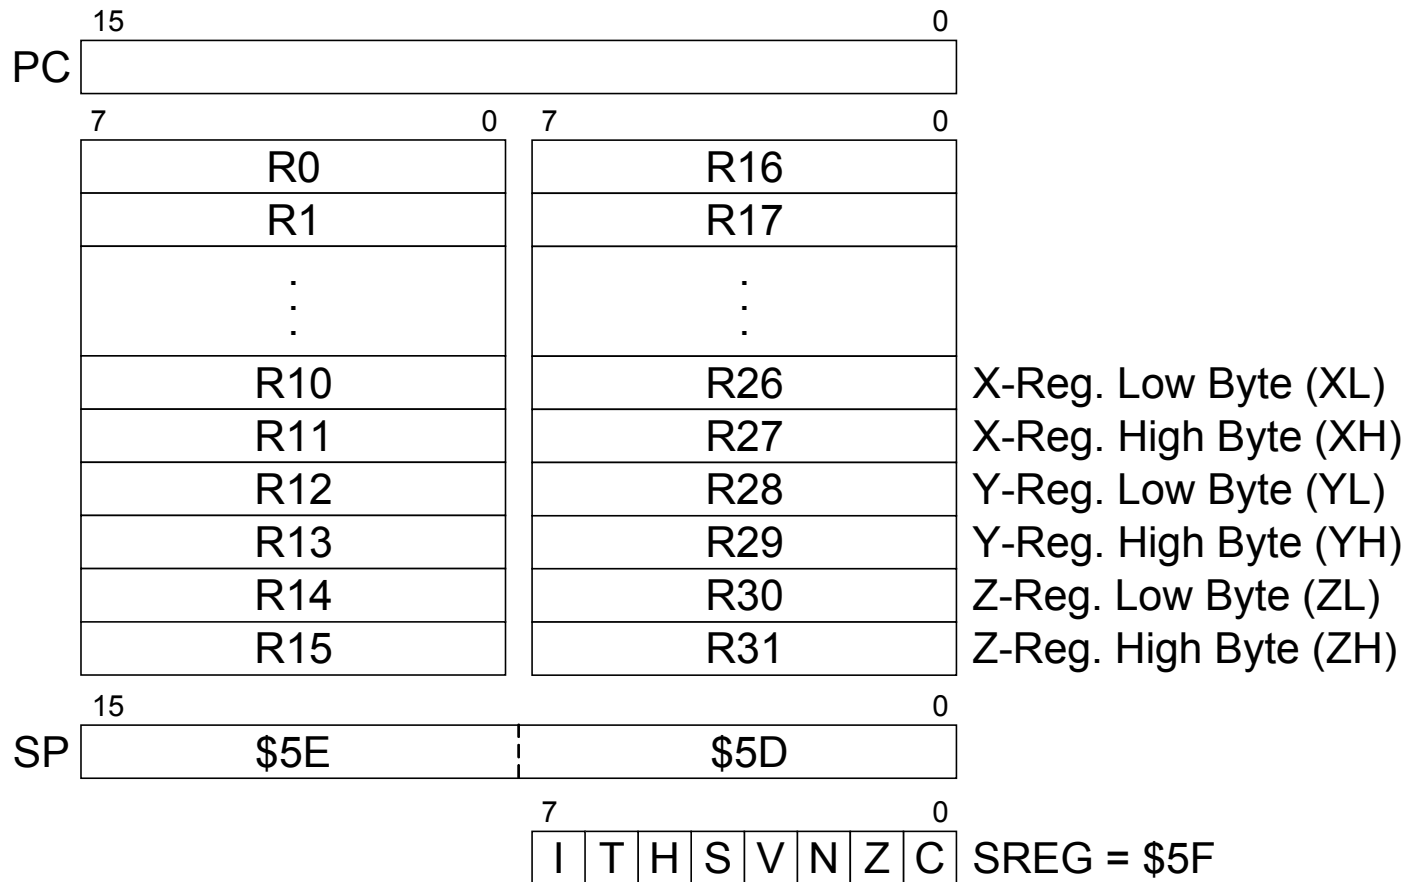 15 0
PC
7 0 7 0
R0 R16
R1 R17
. .
. .
. .
R10 R26 X-Reg. Low Byte (XL)
R11 R27 X-Reg. High Byte (XH)
R12 R28 Y-Reg. Low Byte (YL)
R13 R29 Y-Reg. High Byte (YH)
R14 R30 Z-Reg. Low Byte (ZL)
R15 R31 Z-Reg. High Byte (ZH)
15 0
SP $5E $5D
7 0
I T H S V N Z C SREG = $5F